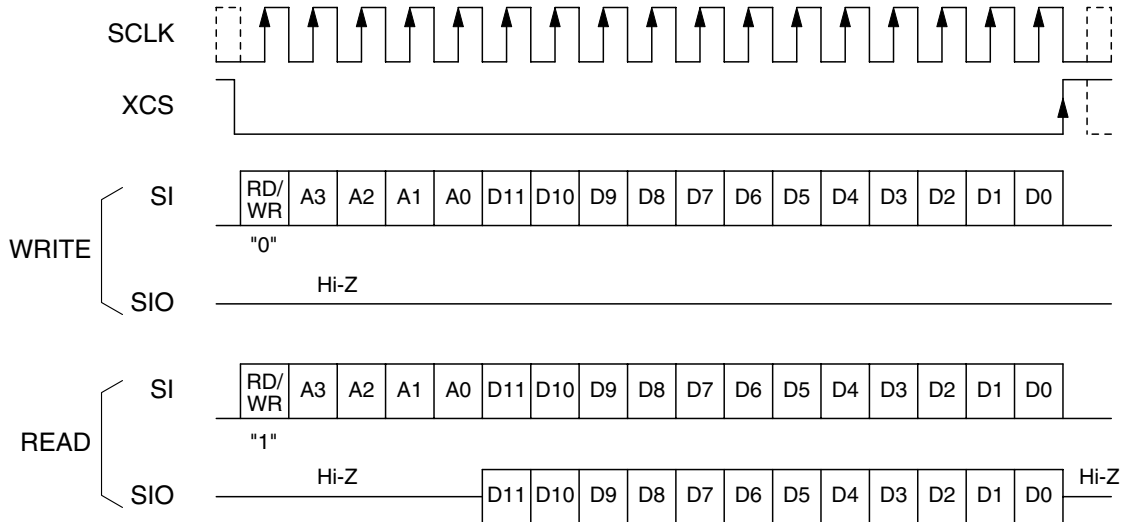 SCLK
XCS
SI RD/ A3 A2 A1 A0 D11 D10 D9 D8 D7 D6 D5 D4 D3 D2 D1 D0
WR
WRITE
"0"
Hi-Z
SIO
SI RD/ A3 A2 A1 A0 D11 D10 D9 D8 D7 D6 D5 D4 D3 D2 D1 D0
WR
READ
"1"
Hi-Z Hi-Z
SIO D11 D10 D9 D8 D7 D6 D5 D4 D3 D2 D1 D0